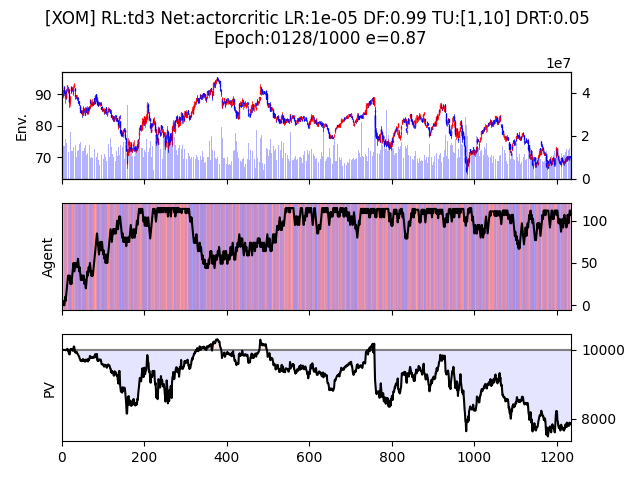 [XOM] RL:td3 Net:actorcritic LR:1e-05 DF:0.99 TU:[1,10] DRT:0.05
Epoch:0128/1000 e=0.87
1e7
90
80
70
Env.
4
2
0
Agent
100
50
0
PV
10000
8000
0 200 400 600 800 1000 1200